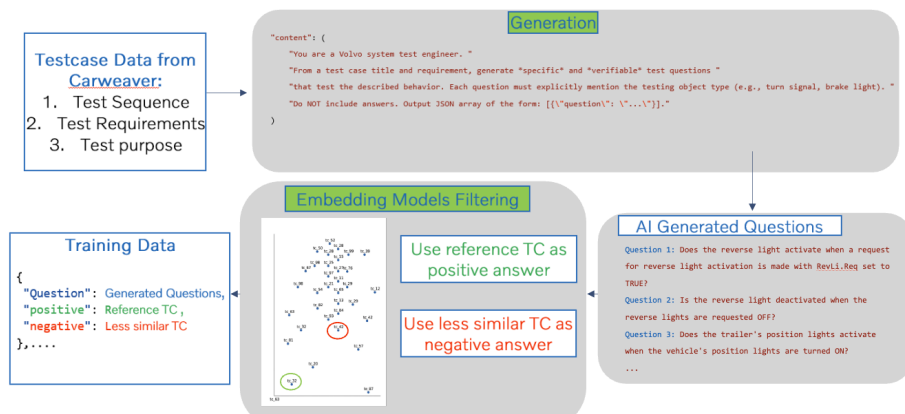 Testcase Data from
Carweaver:
1. Test Sequence
2. Test Requirements
3. Test purpose
Generation
"content": (
"You are a Volvo system test engineer. "
"From a test case title and requirement, generate *specific* and *verifiable* test questions "
"that test the described behavior. Each question must explicitly mention the testing object type (e.g., turn signal, brake light). "
"Do NOT include answers. Output JSON array of the form: [{\"question\": \"...\"}]."
)
AI Generated Questions
Question 1: Does the reverse light activate when a request
for reverse light activation is made with RevLi.Req set to
TRUE?
Question 2: Is the reverse light deactivated when the
reverse lights are requested OFF?
Question 3: Does the trailer's position lights activate
when the vehicle's position lights are turned ON?
...
Embedding Models Filtering
Use reference TC as
positive answer
Use less similar TC as
negative answer
Training Data
{
"Question": Generated Questions,
"positive": Reference TC,
"negative": Less similar TC
},....